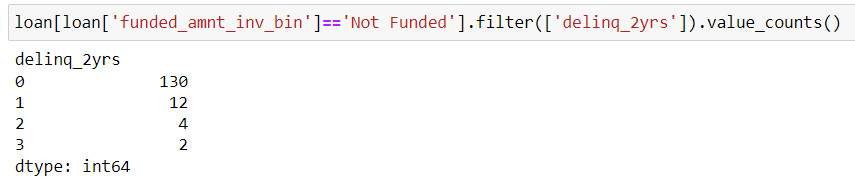 loan[loan['funded_amnt_inv_bin']=='Not Funded'].filter(['delinq_2yrs']).value_counts()
delinq_2yrs
0 130
1 12
2 4
3 2
dtype: int64